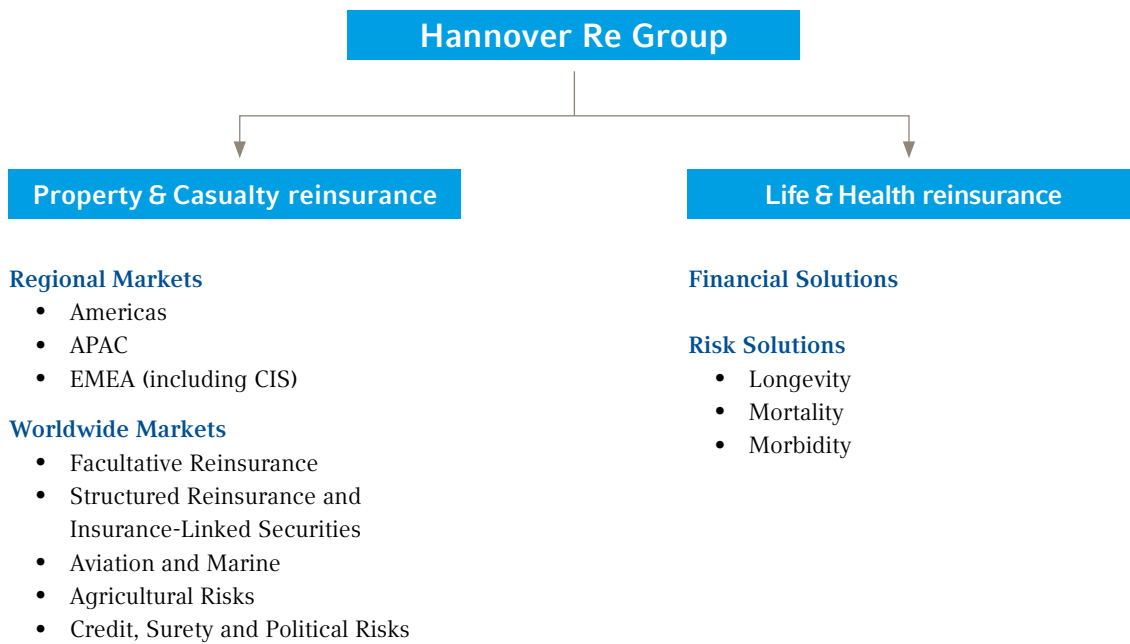 Hannover Re Group
Property & Casualty reinsurance
Life & Health reinsurance
Regional Markets
• Americas
• APAC
• EMEA (including CIS)
Worldwide Markets
• Facultative Reinsurance
• Structured Reinsurance and
Insurance-Linked Securities
• Aviation and Marine
• Agricultural Risks
• Credit, Surety and Political Risks
Financial Solutions
Risk Solutions
• Longevity
• Mortality
• Morbidity